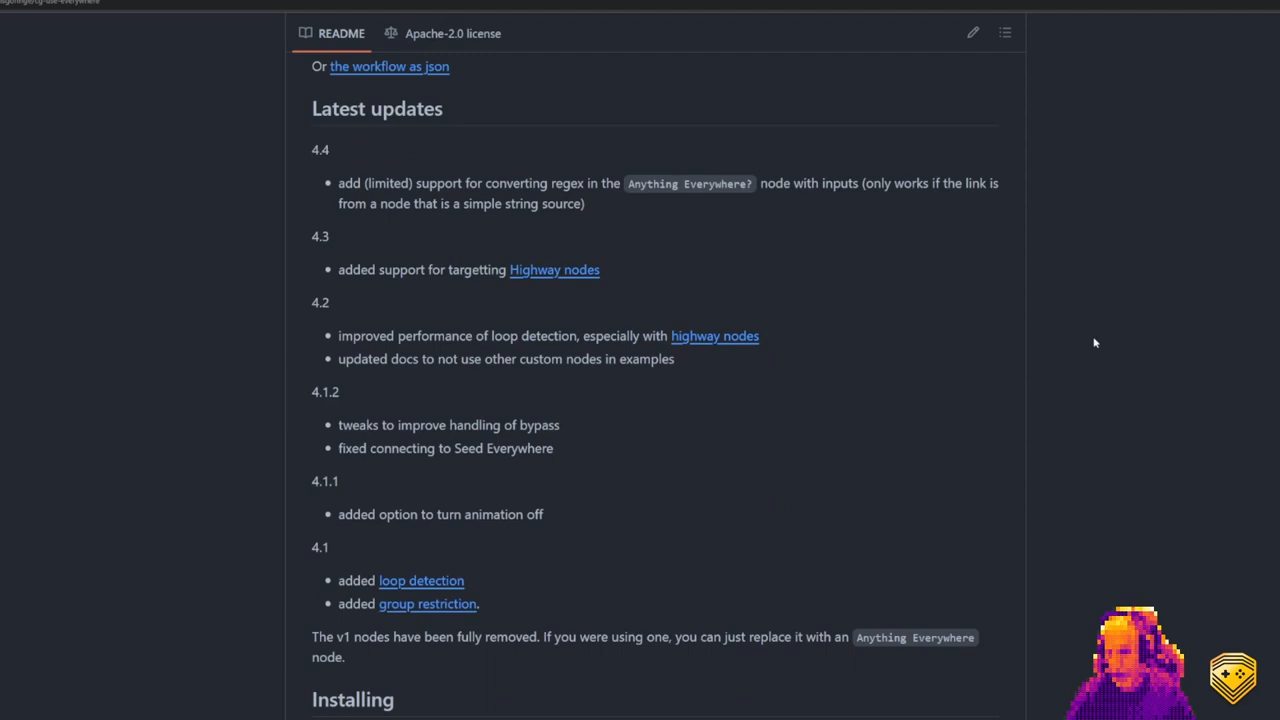 cg-use-everywhere
README
Apache-2.0 license
Or the workflow as json
Latest updates
4.4
add (limited) support for converting regex in the Anything Everywhere? node with inputs (only works if the link is
from a node that is a simple string source)
4.3
added support for targetting Highway nodes
4.2
improved performance of loop detection, especially with highway nodes
updated docs to not use other custom nodes in examples
4.1.2
tweaks to improve handling of bypass
fixed connecting to Seed Everywhere
4.1.1
added option to turn animation off
4.1
added loop detection
added group restriction.
The v1 nodes have been fully removed. If you were using one, you can just replace it with an Anything Everywhere
node.
Installing